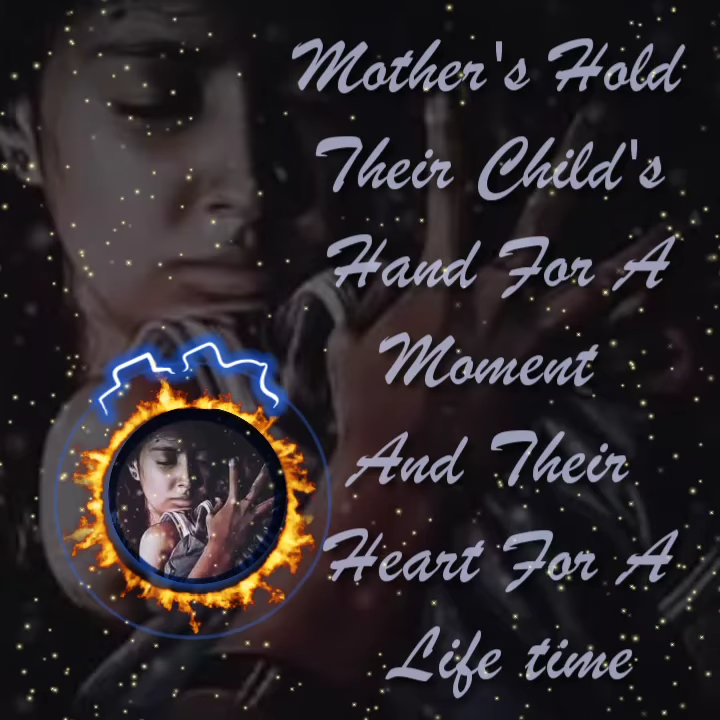 Mother's Hold
Their Child's
Hand For A
Moment
And Their
Heart For A
Life time